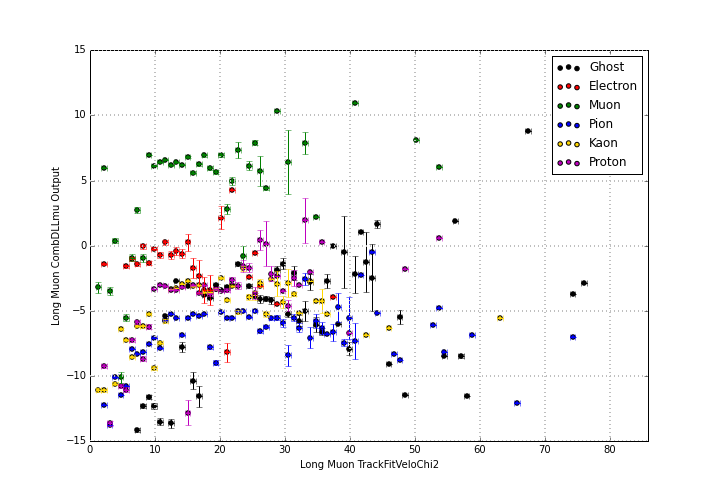 15
10
5
0
−5
−10
−15
Long Muon CombDLLmu Output
Ghost
Electron
Muon
Pion
Kaon
Proton
0 10 20 30 40 50 60 70 80
Long Muon TrackFitVeloChi2